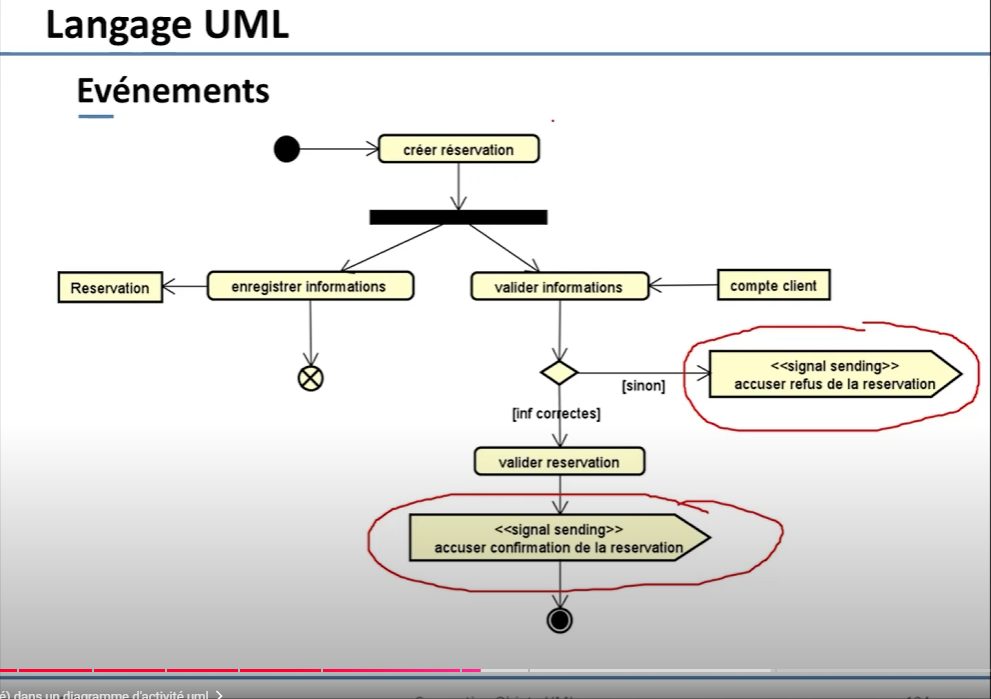 Langage UML
Evénements
créer réservation
Reservation
enregistrer informations
valider informations
compte client
<<signal sending>>
accuser refus de la reservation
[sinon]
[inf correctes]
valider reservation
<<signal sending>>
accuser confirmation de la reservation
é) dans un diagramme d'activité uml